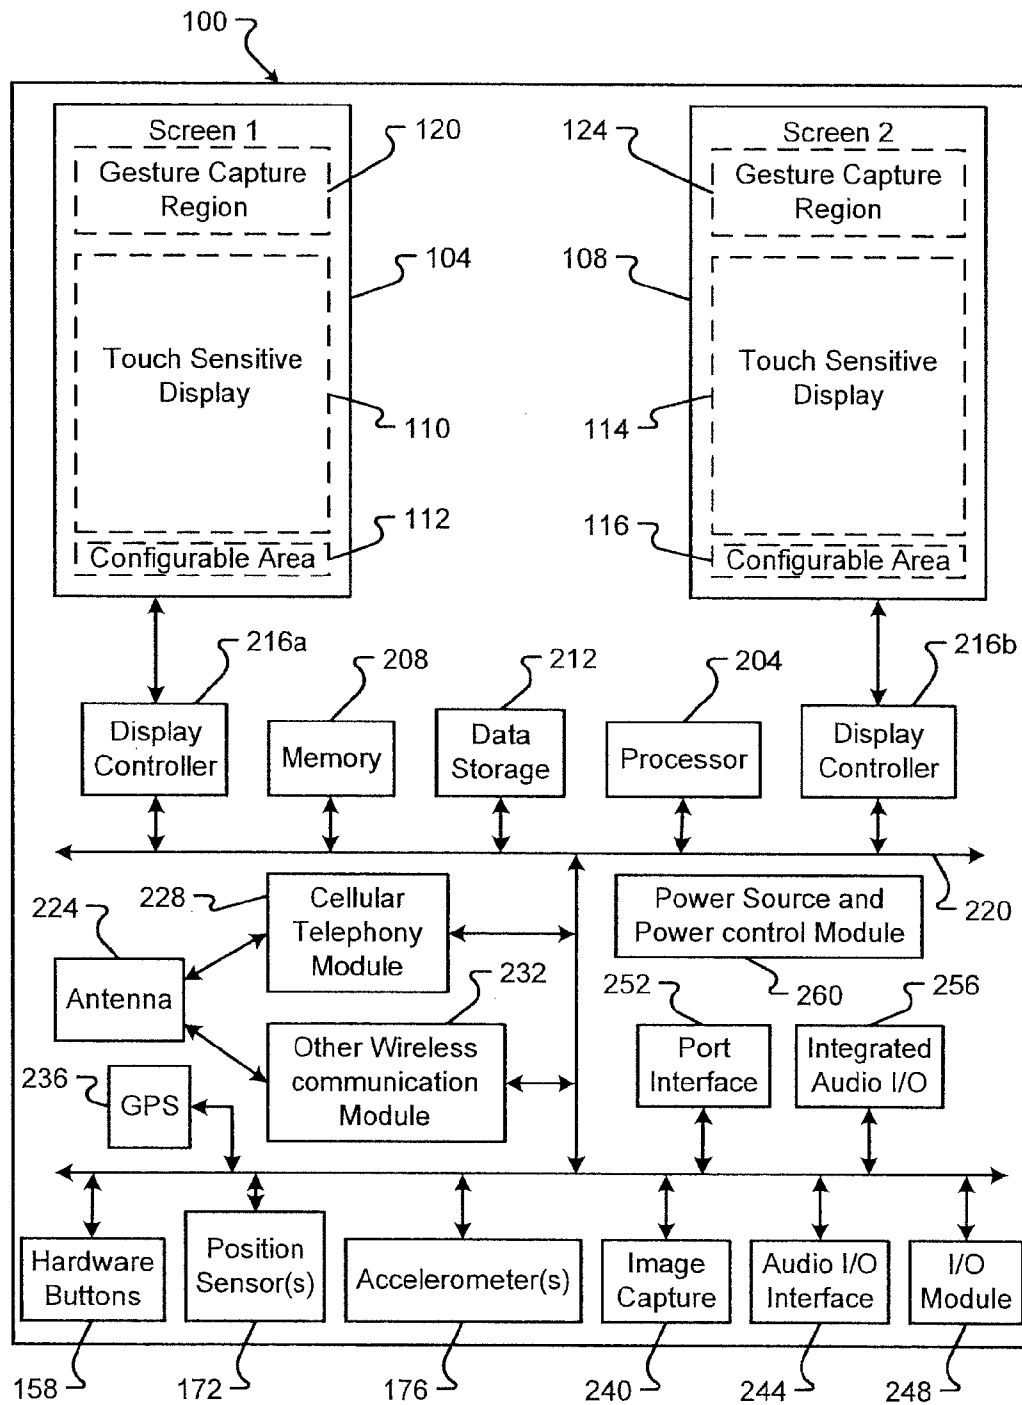 100
Screen 1
120
124
Screen 2
Gesture Capture
Region
Gesture Capture
Region
104
108
Touch Sensitive
Display
Touch Sensitive
Display
110
114
112
116
Configurable Area
Configurable Area
216a
208
212
204
216b
Display
Controller
Memory
Data
Storage
Processor
Display
Controller
228
Cellular
Telephony
Module
Power Source and
Power control Module
220
224
Antenna
232
252
260
256
Other Wireless
communication
Module
Port
Interface
Integrated
Audio I/O
236
GPS
Hardware
Buttons
Position
Sensor(s)
Accelerometer(s)
Image
Capture
Audio I/O
Interface
I/O
Module
158
172
176
240
244
248